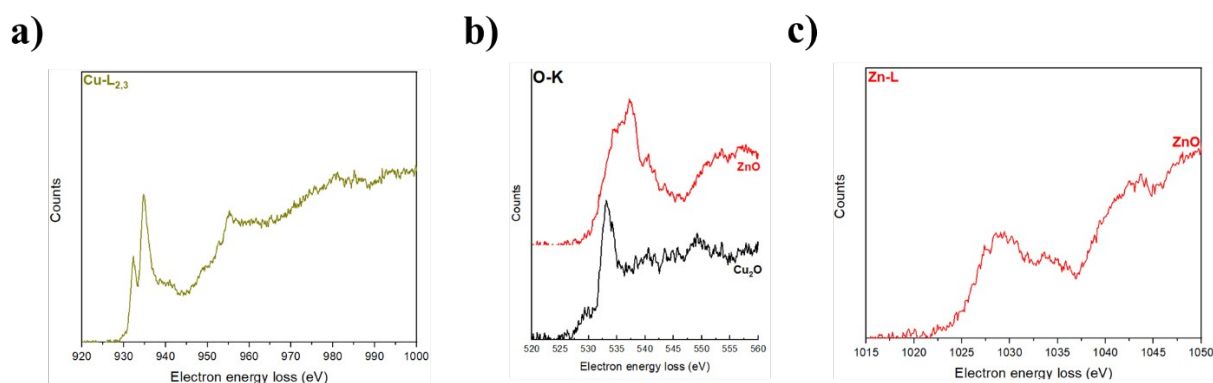 a)
Cu-L2,3
Counts
920 930 940 950 960 970 980 990 1000
Electron energy loss (eV)
b)
O-K
ZnO
Cu2O
Counts
520 525 530 535 540 545 550 555 560
Electron energy loss (eV)
c)
Zn-L
ZnO
Counts
1015 1020 1025 1030 1035 1040 1045 1050
Electron energy loss (eV)